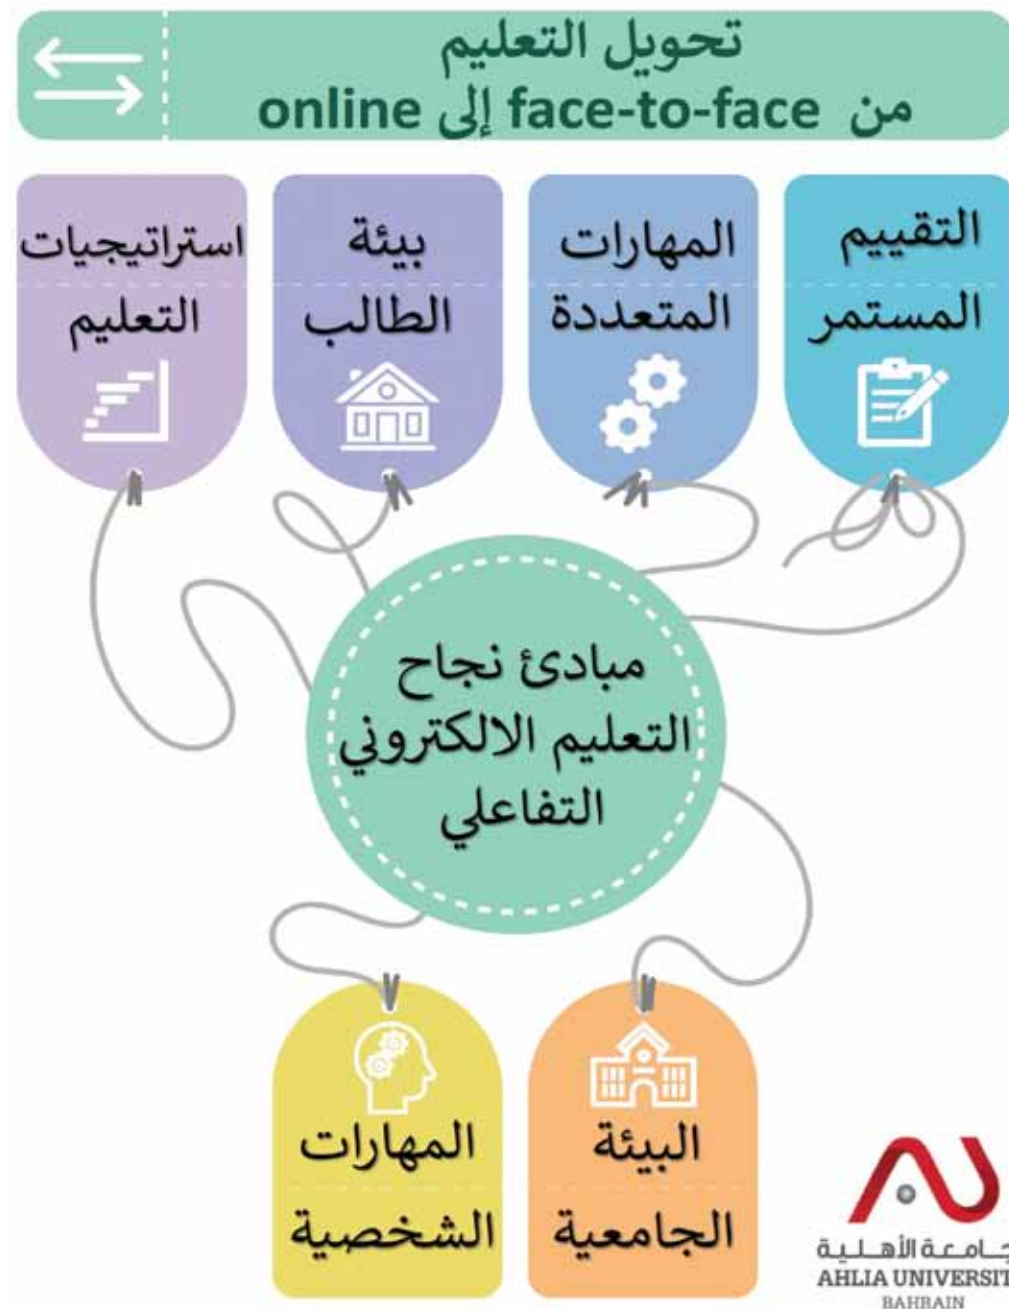 تحويل التعليم
من face-to-face إلى online
التقييم
المستمر
المهارات
المتعددة
بيئة
الطالب
استراتيجيات
التعليم
مبادئ نجاح
التعليم الالكتروني
التفاعلي
البيئة
الجامعية
المهارات
الشخصية
جامعة الأهلية
AHLIA UNIVERSIT
BAHRAIN